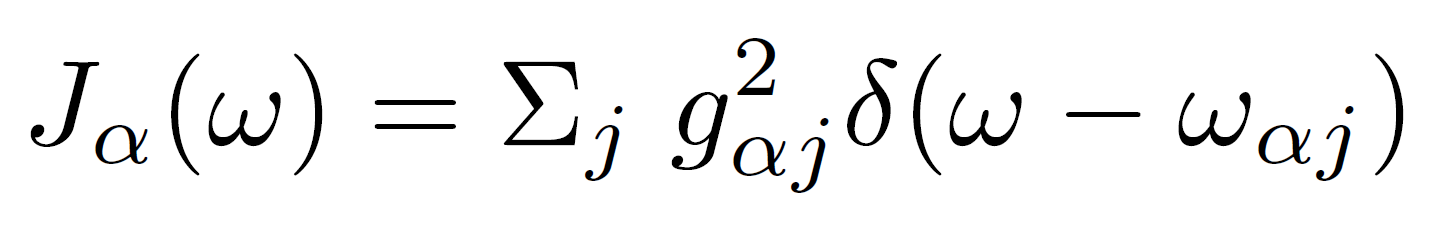 J_α(ω) = Σ_j g_{αj}^2 δ(ω − ω_{αj})